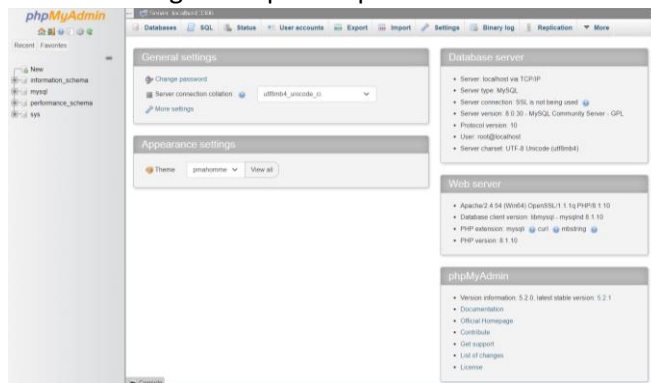 phpMyAdmin
Recent Favorites
New
information_schema
mysql
performance_schema
sys
Server: localhost:3306
Databases SQL Status User accounts Export Import Settings Binary log Replication More
General settings
Change password
Server connection collation: utf8mb4_unicode_ci
More settings
Appearance settings
Theme pmahomme View all
Database server
Server: localhost via TCP/IP
Server type: MySQL
Server connection: SSL is not being used
Server version: 8.0.30 - MySQL Community Server - GPL
Protocol version: 10
User: root@localhost
Server charset: UTF-8 Unicode (utf8mb4)
Web server
Apache/2.4.54 (Win64) OpenSSL/1.1.1q PHP/8.1.10
Database client version: libmysql - mysqlnd 8.1.10
PHP extension: mysqli curl mbstring
PHP version: 8.1.10
phpMyAdmin
Version information: 5.2.0, latest stable version: 5.2.1
Documentation
Official Homepage
Contribute
Get support
List of changes
License
Console